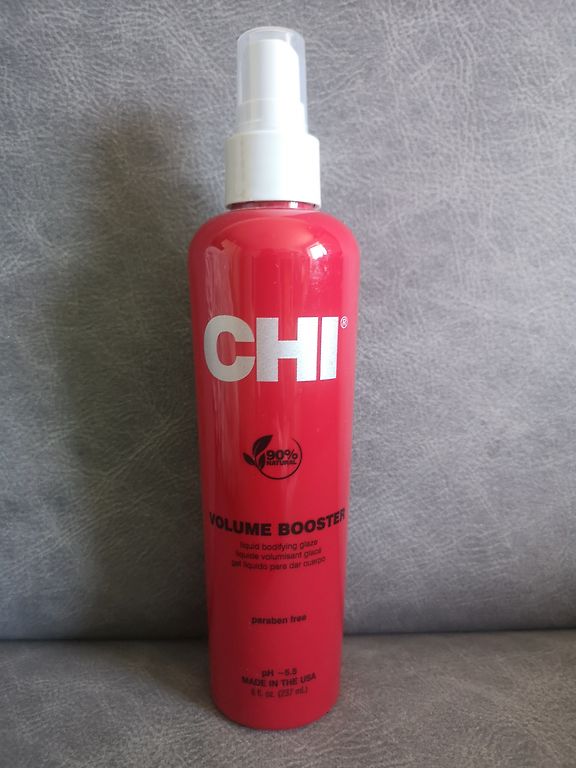 CHI®
90%
NATURAL
VOLUME BOOSTER
liquid bodifying glaze
liquide volumisant glacé
gel líquido para dar cuerpo
paraben free
pH ~5.5
MADE IN THE USA
8 fl. oz. (237 mL)